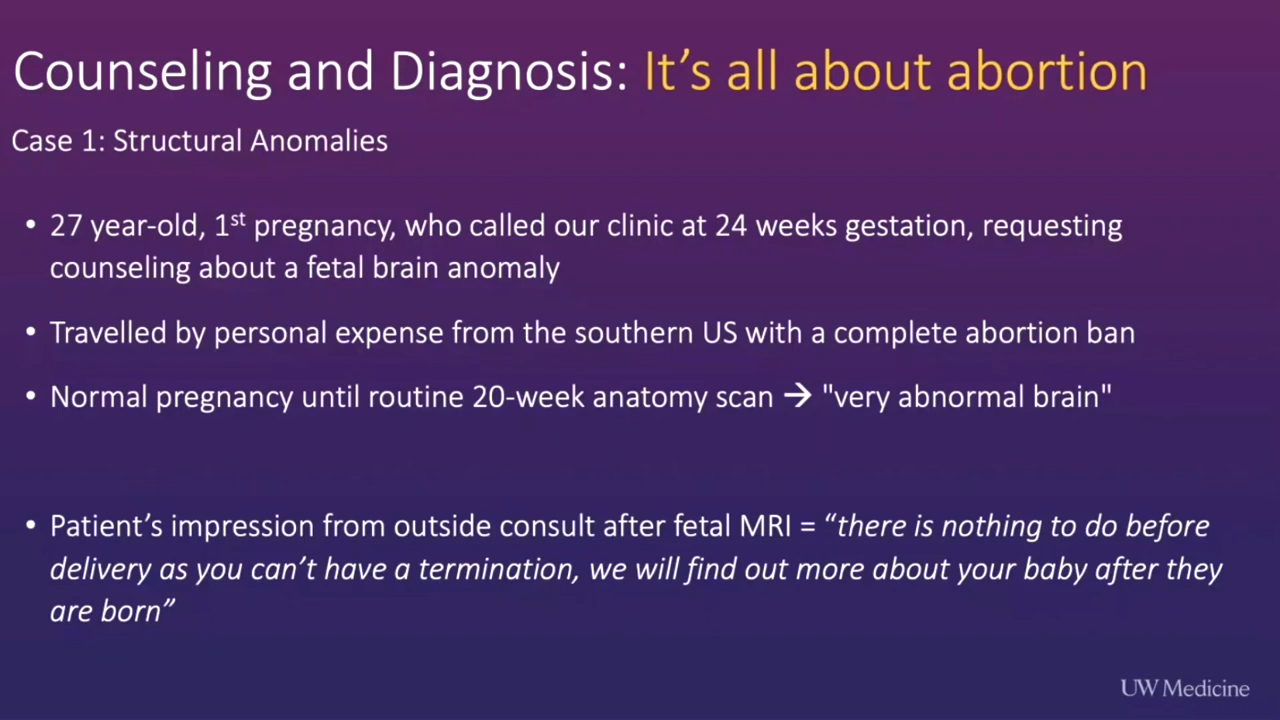 Counseling and Diagnosis: It's all about abortion
Case 1: Structural Anomalies
• 27 year-old, 1st pregnancy, who called our clinic at 24 weeks gestation, requesting
counseling about a fetal brain anomaly
• Travelled by personal expense from the southern US with a complete abortion ban
• Normal pregnancy until routine 20-week anatomy scan → "very abnormal brain"
• Patient's impression from outside consult after fetal MRI = “there is nothing to do before
delivery as you can't have a termination, we will find out more about your baby after they
are born”
UW Medicine